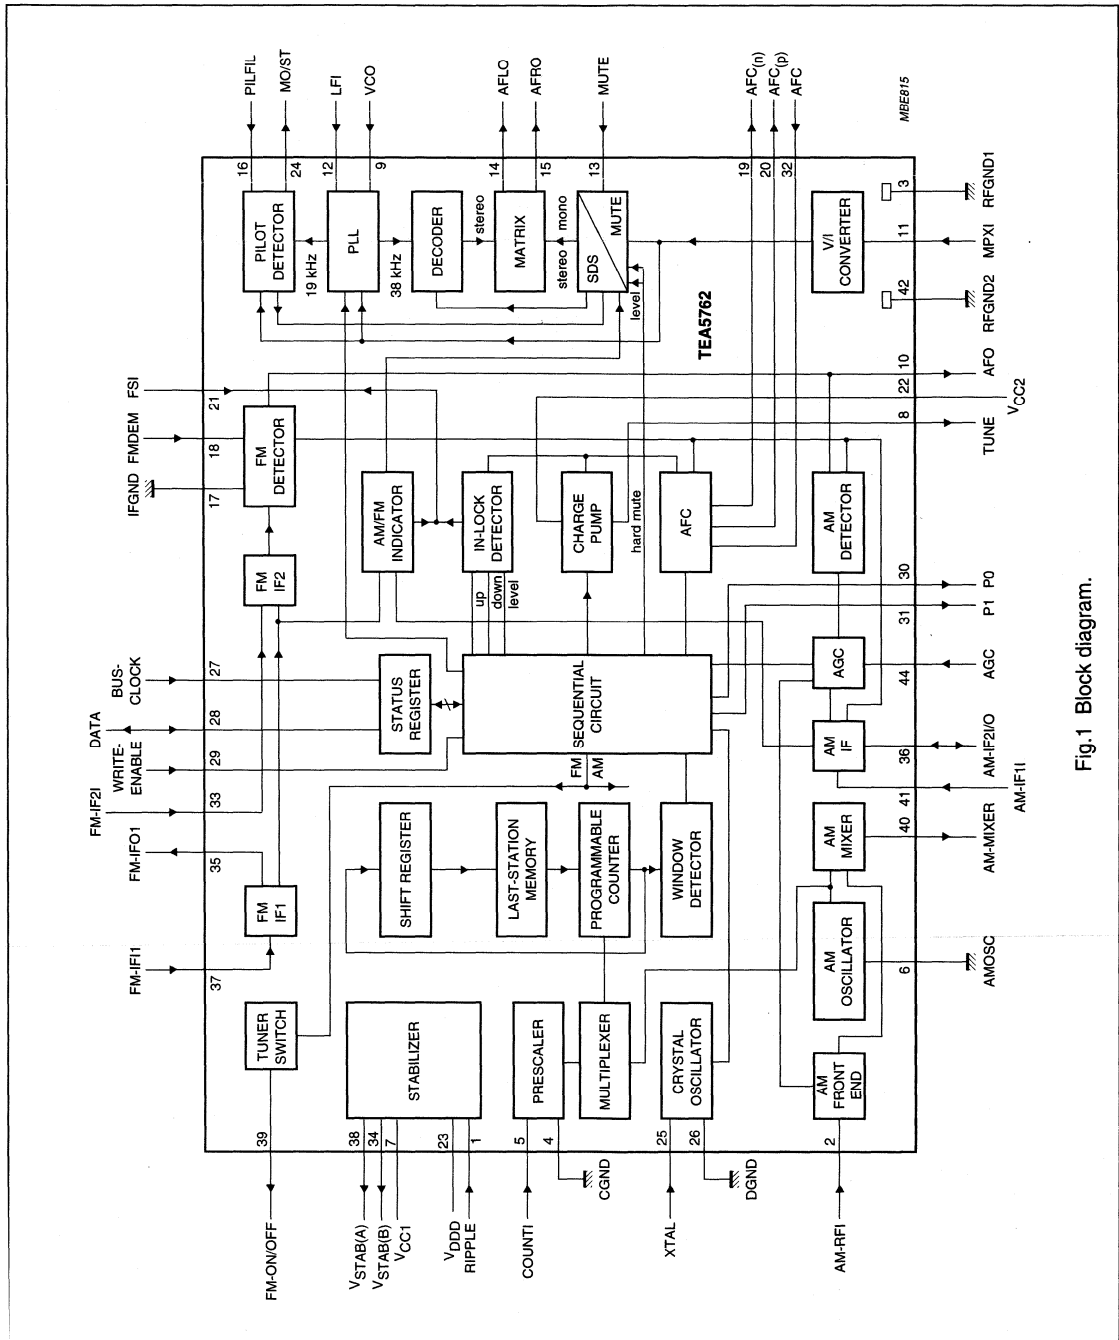 FM-ON/OFF
FM-IFI1
FM-IFO1
FM-IF2I
WRITE-
ENABLE
DATA
BUS-
CLOCK
IFGND
FMDEM
FSI
39
37
35
33
29
28
27
17
18
21
TUNER
SWITCH
FM
IF1
FM
IF2
FM
DETECTOR
PILOT
DETECTOR
16
PILFIL
24
MO/ST
19 kHz
VSTAB(A)
38
VSTAB(B)
34
VCC1
7
VDDD
23
RIPPLE
1
STABILIZER
SHIFT REGISTER
STATUS
REGISTER
AM/FM
INDICATOR
PLL
12
LFI
9
VCO
38 kHz
DECODER
stereo
COUNTI
5
4
CGND
PRESCALER
LAST-STATION
MEMORY
up
down
level
IN-LOCK
DETECTOR
MATRIX
14
AFLO
15
AFRO
stereo
mono
MULTIPLEXER
PROGRAMMABLE
COUNTER
FM
AM
SEQUENTIAL
CIRCUIT
CHARGE
PUMP
SDS
MUTE
13
MUTE
level
hard mute
XTAL
25
26
DGND
CRYSTAL
OSCILLATOR
WINDOW
DETECTOR
AFC
TEA5762
19
AFC(n)
20
AFC(p)
32
AFC
AM-RFI
2
AM
FRONT
END
AM
OSCILLATOR
AM
MIXER
AM
IF
AGC
AM
DETECTOR
V/I
CONVERTER
6
40
41
36
44
31
30
8
22
10
42
11
3
AMOSC
AM-MIXER
AM-IF1I
AM-IF2I/O
AGC
P1
P0
TUNE
VCC2
AFO
RFGND2
MPXI
RFGND1
MBE815
Fig.1 Block diagram.